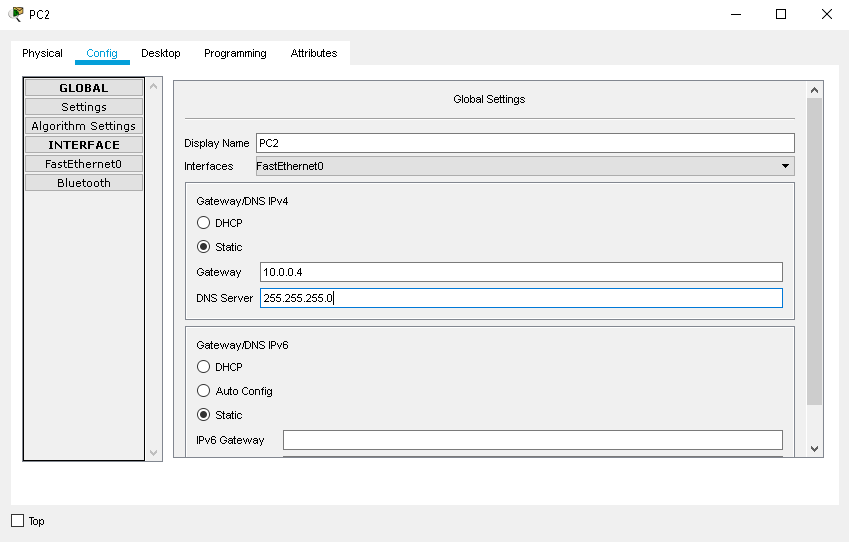 PC2
Physical Config Desktop Programming Attributes
GLOBAL
Settings
Algorithm Settings
INTERFACE
FastEthernet0
Bluetooth
Global Settings
Display Name PC2
Interfaces FastEthernet0
Gateway/DNS IPv4
DHCP
Static
Gateway 10.0.0.4
DNS Server 255.255.255.0
Gateway/DNS IPv6
DHCP
Auto Config
Static
IPv6 Gateway
Top